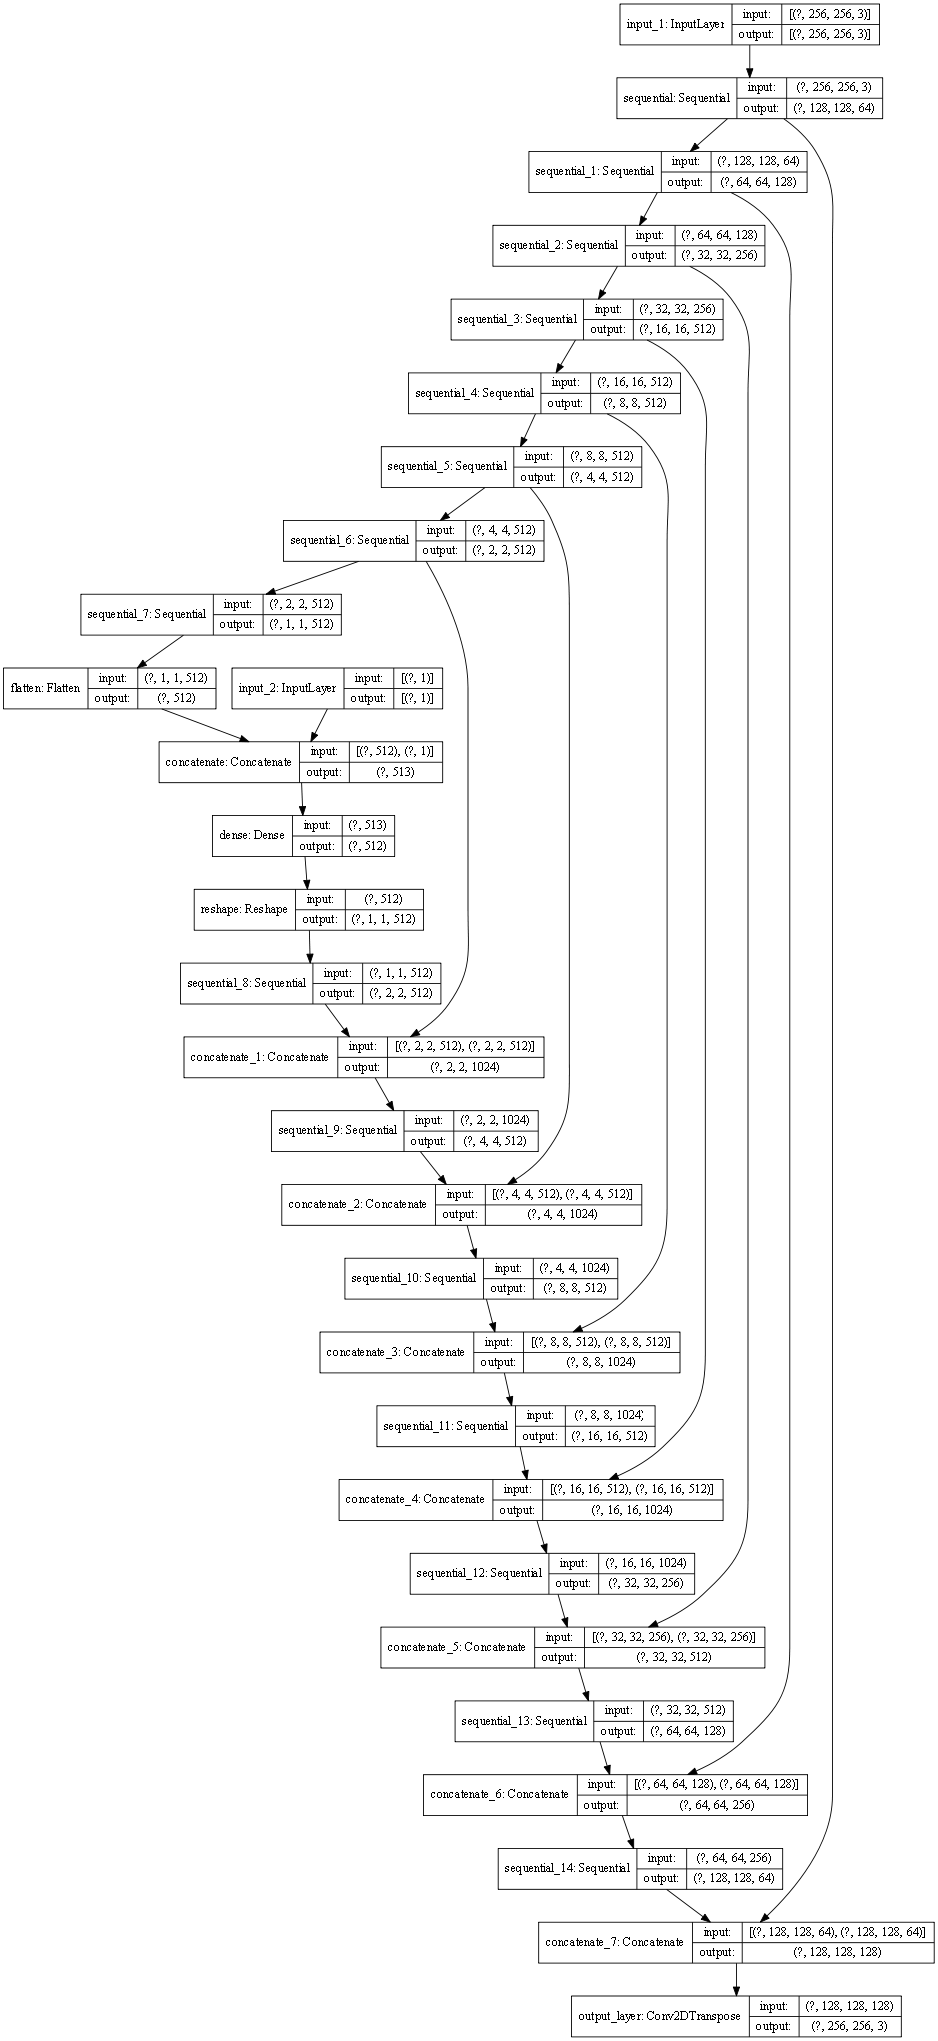 input_1: InputLayer
input:
[(?, 256, 256, 3)]
output:
[(?, 256, 256, 3)]
sequential: Sequential
input:
(?, 256, 256, 3)
output:
(?, 128, 128, 64)
sequential_1: Sequential
input:
(?, 128, 128, 64)
output:
(?, 64, 64, 128)
sequential_2: Sequential
input:
(?, 64, 64, 128)
output:
(?, 32, 32, 256)
sequential_3: Sequential
input:
(?, 32, 32, 256)
output:
(?, 16, 16, 512)
sequential_4: Sequential
input:
(?, 16, 16, 512)
output:
(?, 8, 8, 512)
sequential_5: Sequential
input:
(?, 8, 8, 512)
output:
(?, 4, 4, 512)
sequential_6: Sequential
input:
(?, 4, 4, 512)
output:
(?, 2, 2, 512)
sequential_7: Sequential
input:
(?, 2, 2, 512)
output:
(?, 1, 1, 512)
flatten: Flatten
input:
(?, 1, 1, 512)
output:
(?, 512)
input_2: InputLayer
input:
[(?, 1)]
output:
[(?, 1)]
concatenate: Concatenate
input:
[(?, 512), (?, 1)]
output:
(?, 513)
dense: Dense
input:
(?, 513)
output:
(?, 512)
reshape: Reshape
input:
(?, 512)
output:
(?, 1, 1, 512)
sequential_8: Sequential
input:
(?, 1, 1, 512)
output:
(?, 2, 2, 512)
concatenate_1: Concatenate
input:
[(?, 2, 2, 512), (?, 2, 2, 512)]
output:
(?, 2, 2, 1024)
sequential_9: Sequential
input:
(?, 2, 2, 1024)
output:
(?, 4, 4, 512)
concatenate_2: Concatenate
input:
[(?, 4, 4, 512), (?, 4, 4, 512)]
output:
(?, 4, 4, 1024)
sequential_10: Sequential
input:
(?, 4, 4, 1024)
output:
(?, 8, 8, 512)
concatenate_3: Concatenate
input:
[(?, 8, 8, 512), (?, 8, 8, 512)]
output:
(?, 8, 8, 1024)
sequential_11: Sequential
input:
(?, 8, 8, 1024)
output:
(?, 16, 16, 512)
concatenate_4: Concatenate
input:
[(?, 16, 16, 512), (?, 16, 16, 512)]
output:
(?, 16, 16, 1024)
sequential_12: Sequential
input:
(?, 16, 16, 1024)
output:
(?, 32, 32, 256)
concatenate_5: Concatenate
input:
[(?, 32, 32, 256), (?, 32, 32, 256)]
output:
(?, 32, 32, 512)
sequential_13: Sequential
input:
(?, 32, 32, 512)
output:
(?, 64, 64, 128)
concatenate_6: Concatenate
input:
[(?, 64, 64, 128), (?, 64, 64, 128)]
output:
(?, 64, 64, 256)
sequential_14: Sequential
input:
(?, 64, 64, 256)
output:
(?, 128, 128, 64)
concatenate_7: Concatenate
input:
[(?, 128, 128, 64), (?, 128, 128, 64)]
output:
(?, 128, 128, 128)
output_layer: Conv2DTranspose
input:
(?, 128, 128, 128)
output:
(?, 256, 256, 3)